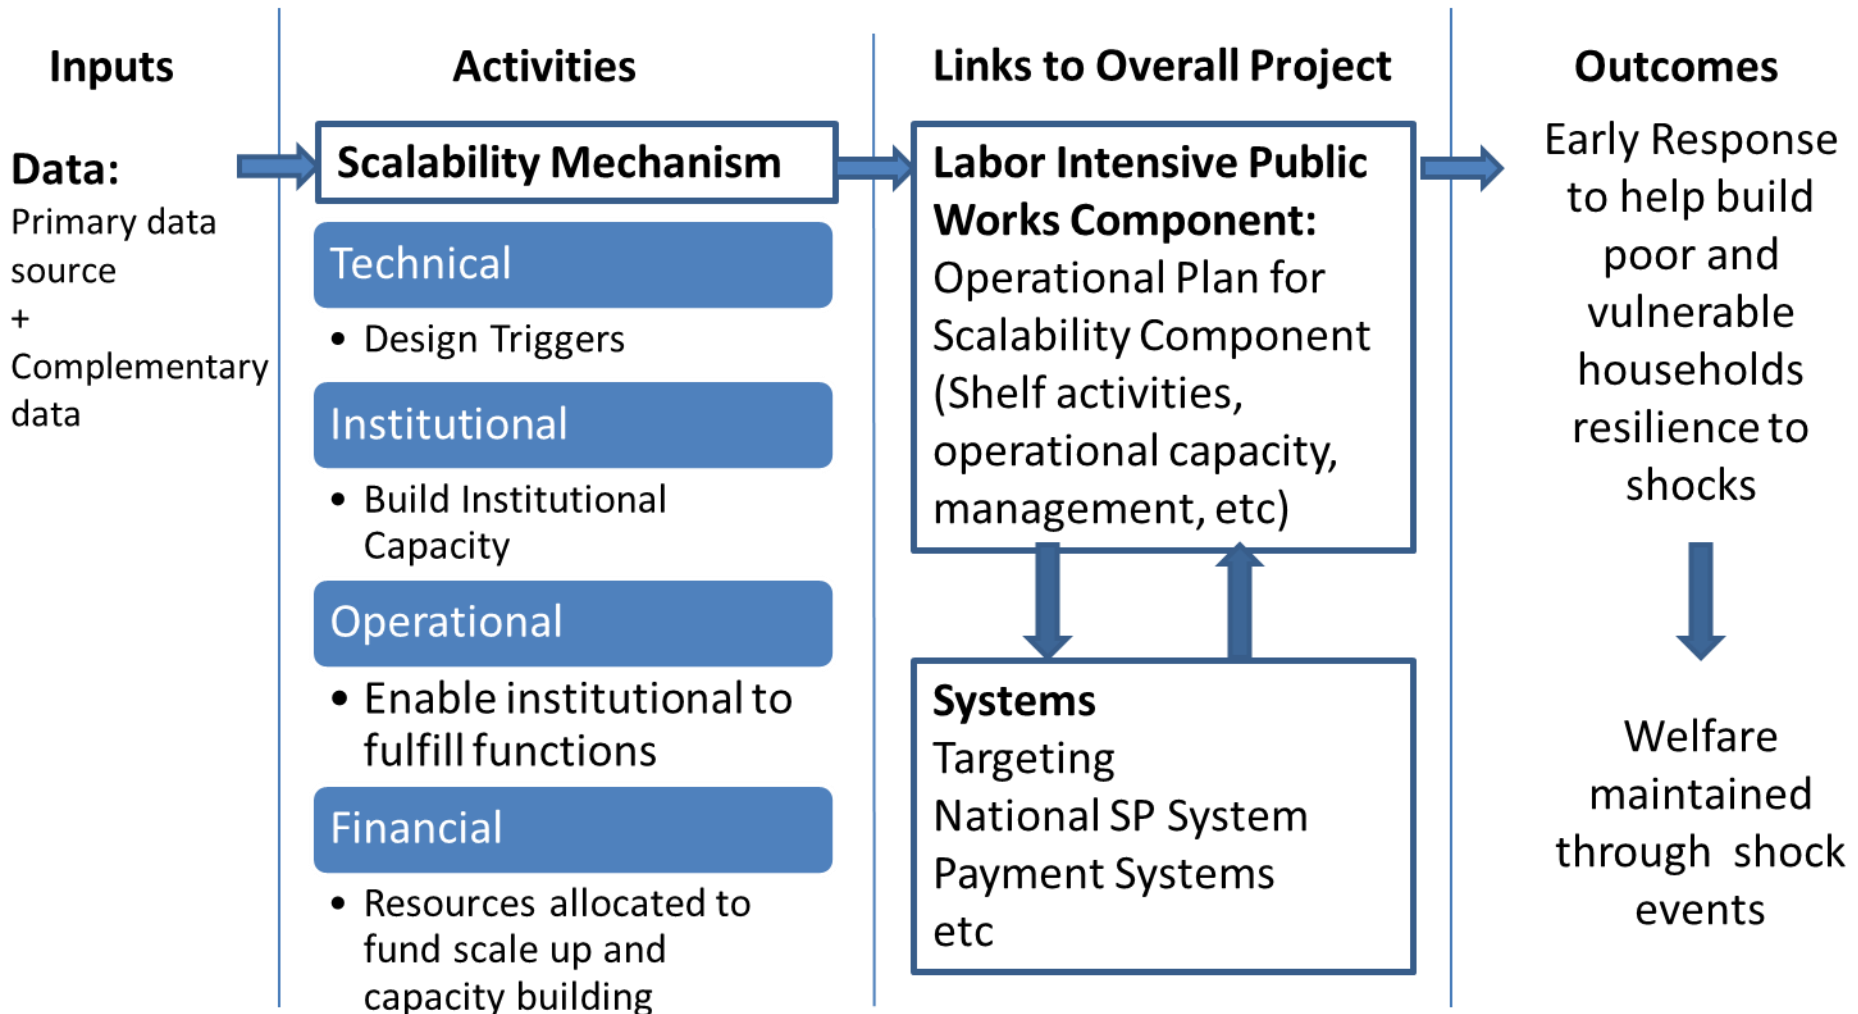 Inputs
Data:
Primary data
source
+
Complementary
data
Activities
Scalability Mechanism
Technical
• Design Triggers
Institutional
• Build Institutional
Capacity
Operational
• Enable institutional to
fulfill functions
Financial
• Resources allocated to
fund scale up and
capacity building
Links to Overall Project
Labor Intensive Public
Works Component:
Operational Plan for
Scalability Component
(Shelf activities,
operational capacity,
management, etc)
Systems
Targeting
National SP System
Payment Systems
etc
Outcomes
Early Response
to help build
poor and
vulnerable
households
resilience to
shocks
Welfare
maintained
through shock
events